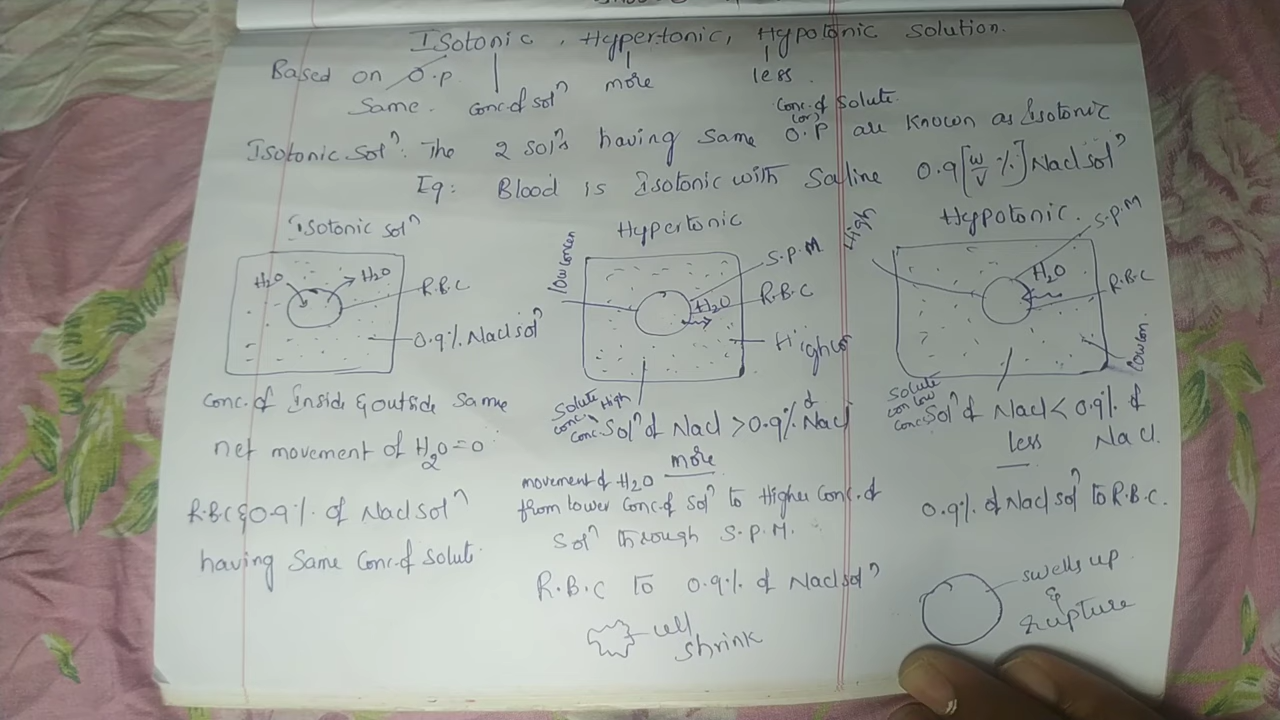 Isotonic, Hypertonic, Hypotonic solution.
Based on O.p.
more
less
Same. Conc.of solⁿ
Conc.of Solute
(or)
Isotonic solⁿ: The 2 solⁿs having same O.P are known as Isotonic
Eg: Blood is Isotonic with Saline 0.9[w/v %] Nacl solⁿ
Isotonic solⁿ
H₂O
H₂O
R.B.C
0.9% Nacl solⁿ
Conc.of Inside & outside same
net movement of H₂O=0
R.B.C & 0.9% of Nacl solⁿ
having Same Conc.of Solut.
Hypertonic
low concen
S.P.M
H₂O
R.B.C
High con
Solute High
conc.
Conc. Solⁿ of Nacl > 0.9% of Nacl
more
movement of H₂O
from lower Conc.of Solⁿ to Higher Conc.of
Solⁿ through S.P.M.
R.B.C to 0.9% of Nacl solⁿ
cell
shrink
Hypotonic.
High
S.P.M
H₂O
R.B.C
low con.
Solute
con low
Conc. Solⁿ of Nacl < 0.9% of
less Nacl.
0.9% of Nacl solⁿ to R.B.C.
swells up
&
rupture